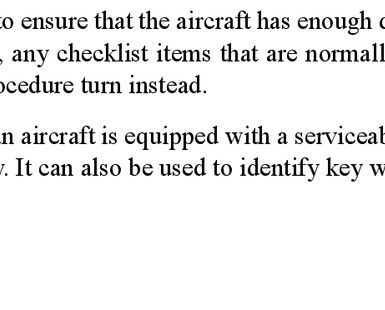 to ensure that the aircraft has enough
, any checklist items that are normall
ocedure turn instead.
an aircraft is equipped with a serviceab
. It can also be used to identify key w